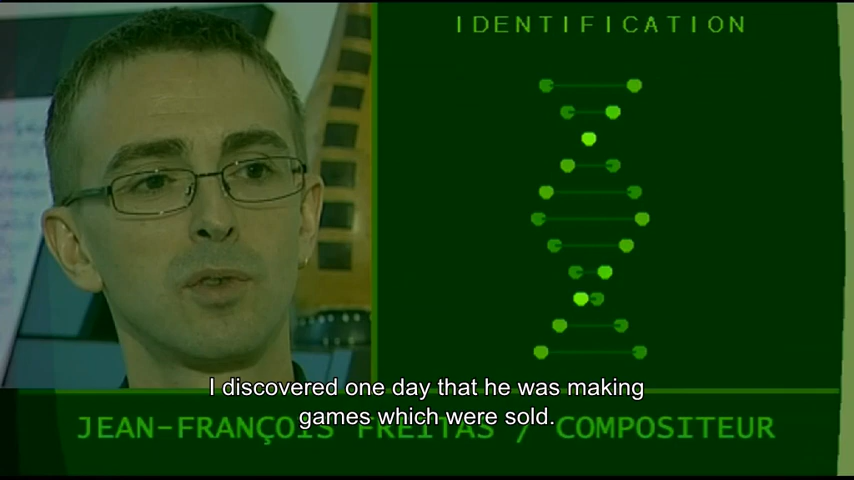 IDENTIFICATION
I discovered one day that he was making
games which were sold.
JEAN-FRANÇOIS FREITAS / COMPOSITEUR